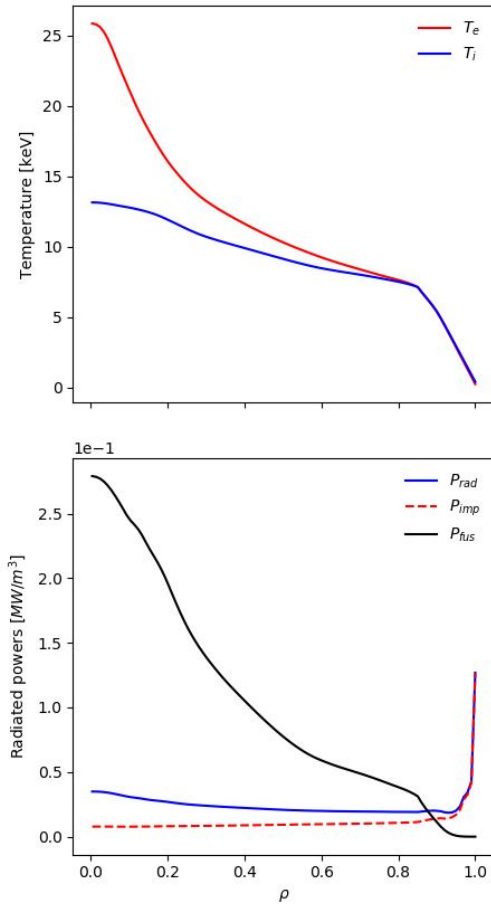 T_e
T_i
Temperature [keV]
25
20
15
10
5
0
1e−1
P_rad
P_imp
P_fus
Radiated powers [MW/m³]
2.5
2.0
1.5
1.0
0.5
0.0
0.0 0.2 0.4 0.6 0.8 1.0
ρ